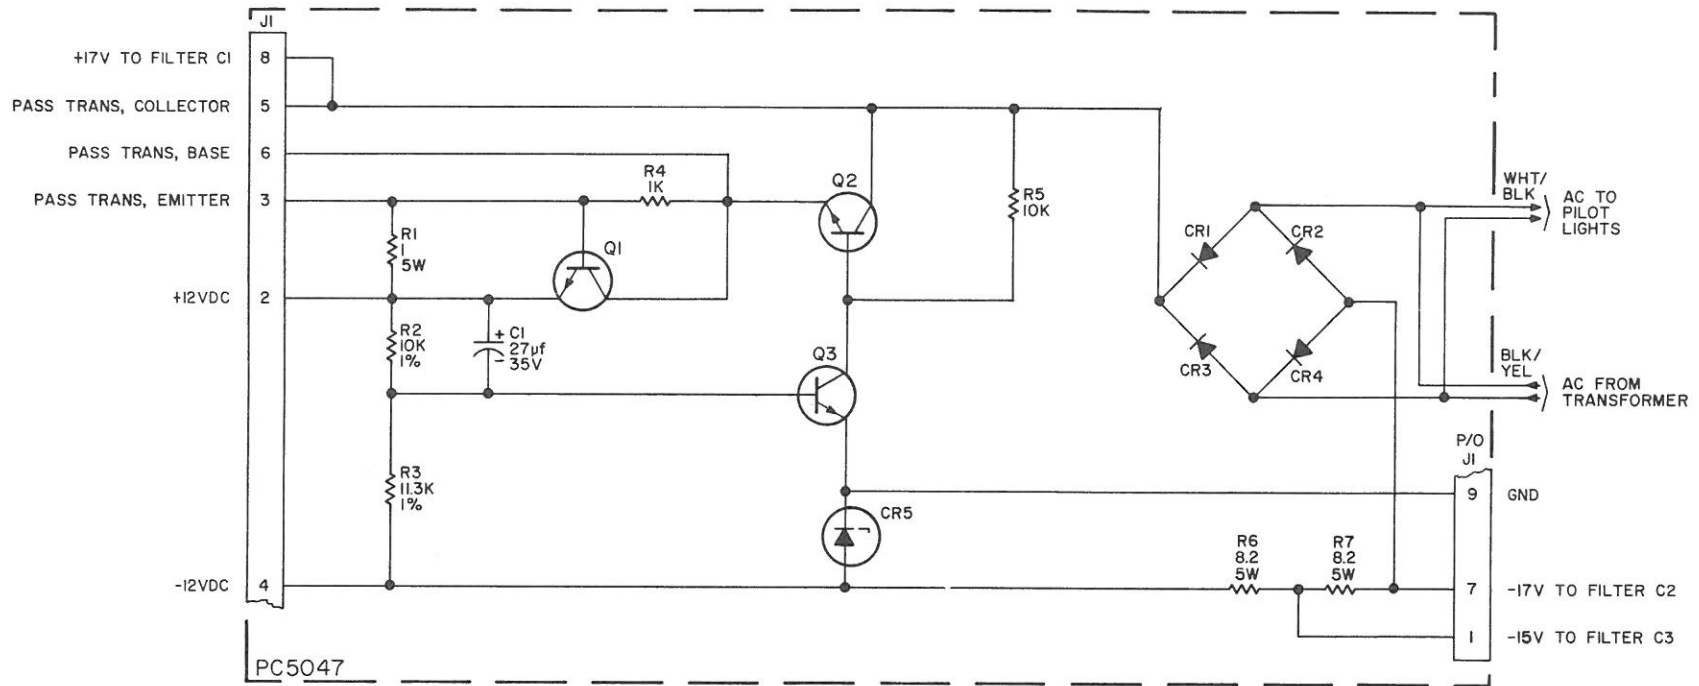 J1
+17V TO FILTER C1
8
PASS TRANS, COLLECTOR
5
PASS TRANS, BASE
6
PASS TRANS, EMITTER
3
+12VDC
2
-12VDC
4
R1
1
5W
R2
10K
1%
R3
11.3K
1%
+ C1
27µf
- 35V
Q1
R4
1K
Q2
Q3
R5
10K
CR5
CR1
CR2
CR3
CR4
WHT/
BLK
AC TO
PILOT
LIGHTS
BLK/
YEL
AC FROM
TRANSFORMER
P/O
J1
9
GND
R6
8.2
5W
R7
8.2
5W
7
-17V TO FILTER C2
1
-15V TO FILTER C3
PC5047